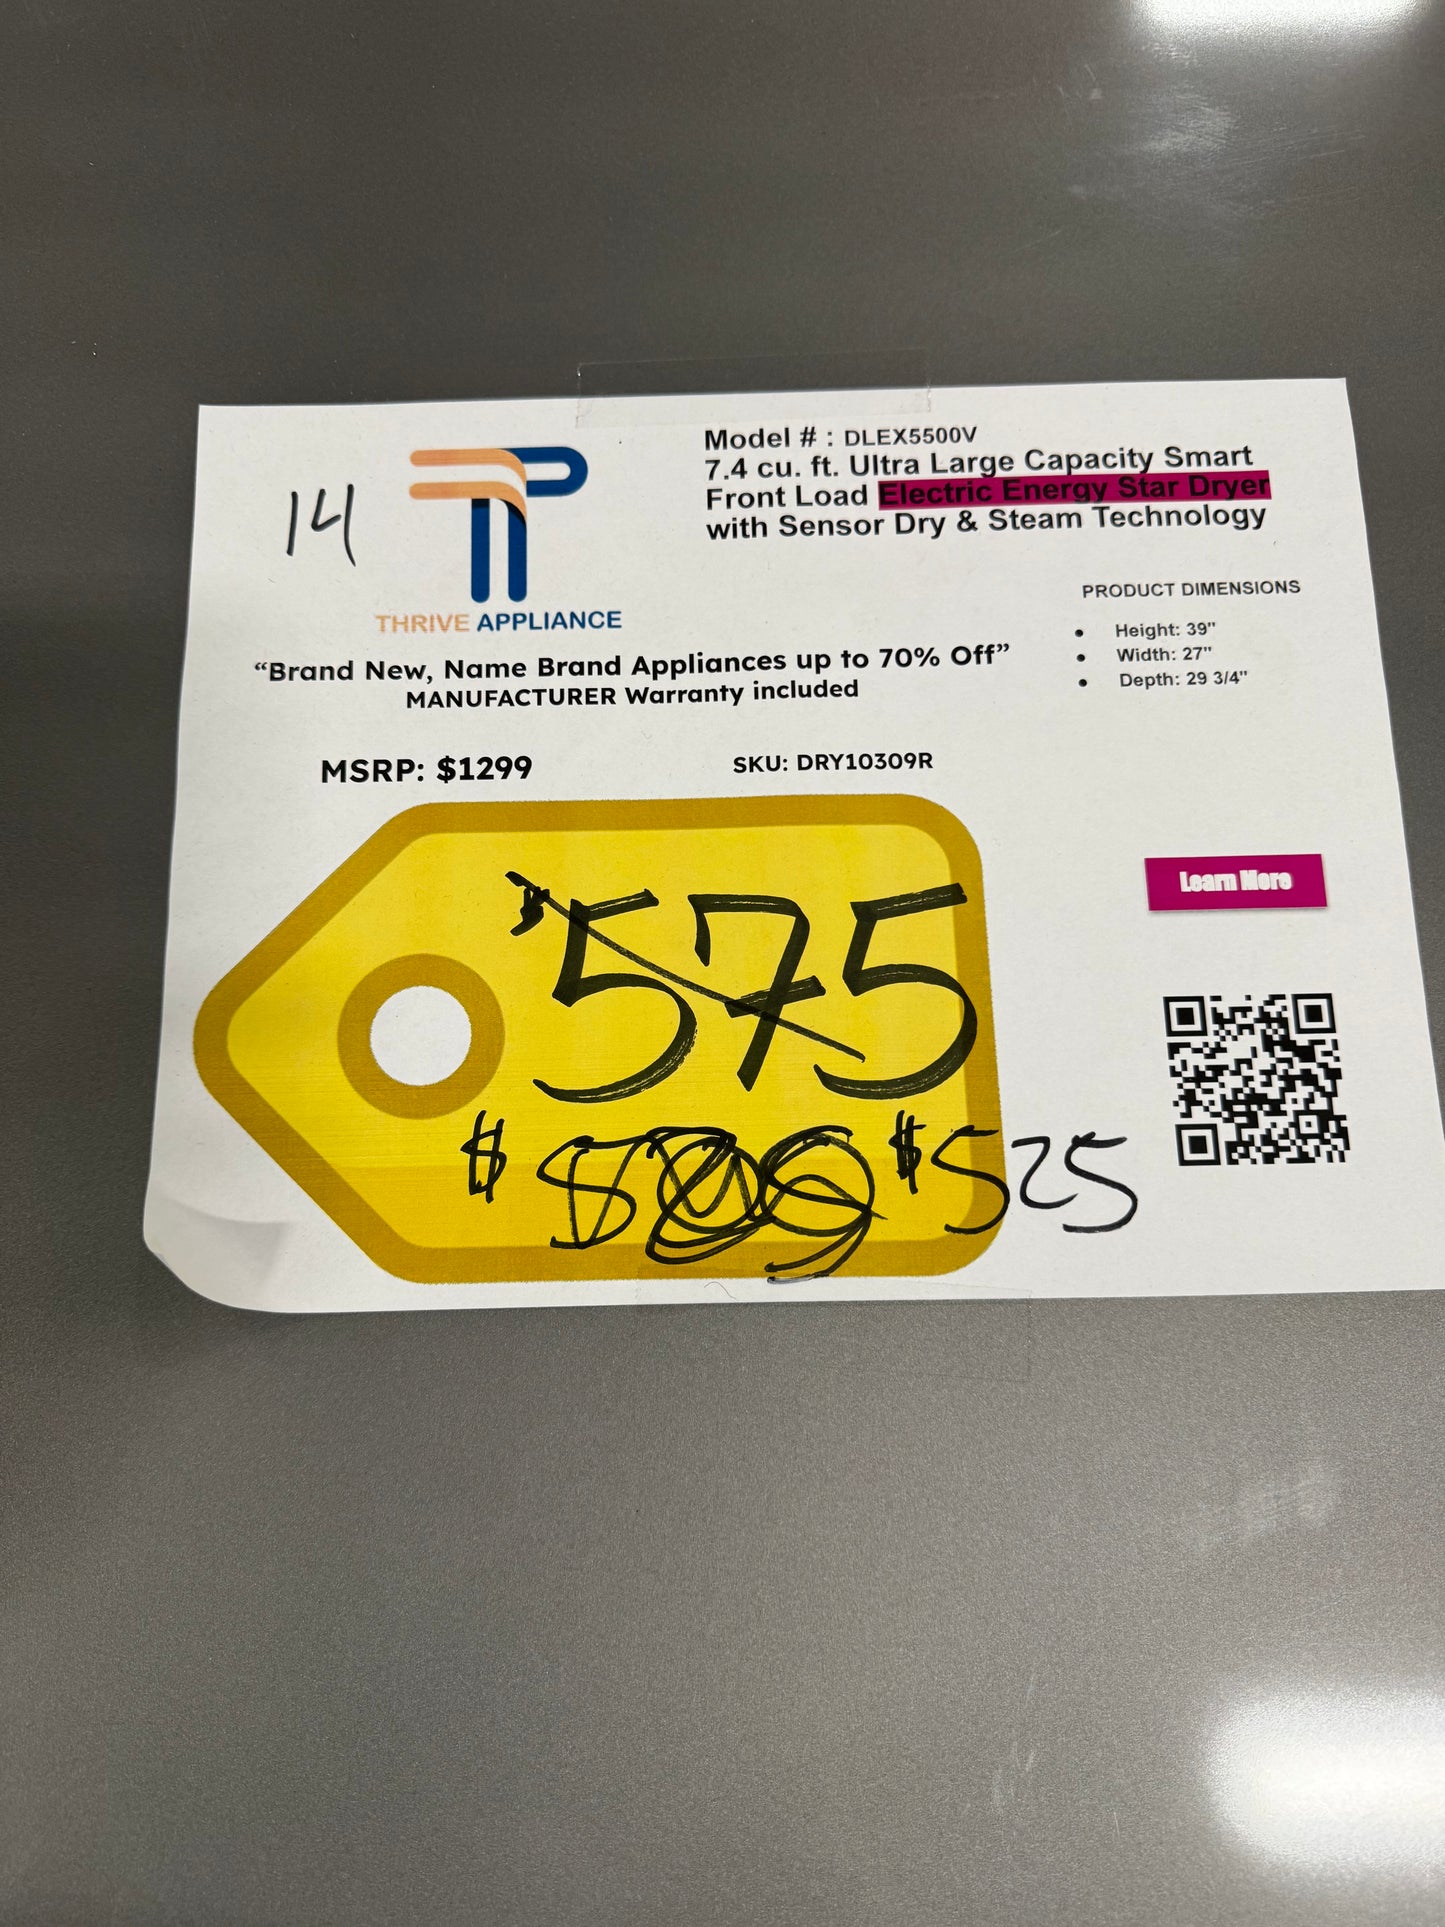 14
THRIVE APPLIANCE
Model # : DLEX5500V
7.4 cu. ft. Ultra Large Capacity Smart
Front Load Electric Energy Star Dryer
with Sensor Dry & Steam Technology
PRODUCT DIMENSIONS
• Height: 39"
• Width: 27"
• Depth: 29 3/4"
“Brand New, Name Brand Appliances up to 70% Off”
MANUFACTURER Warranty included
MSRP: $1299
SKU: DRY10309R
Learn More
$575
$ $525